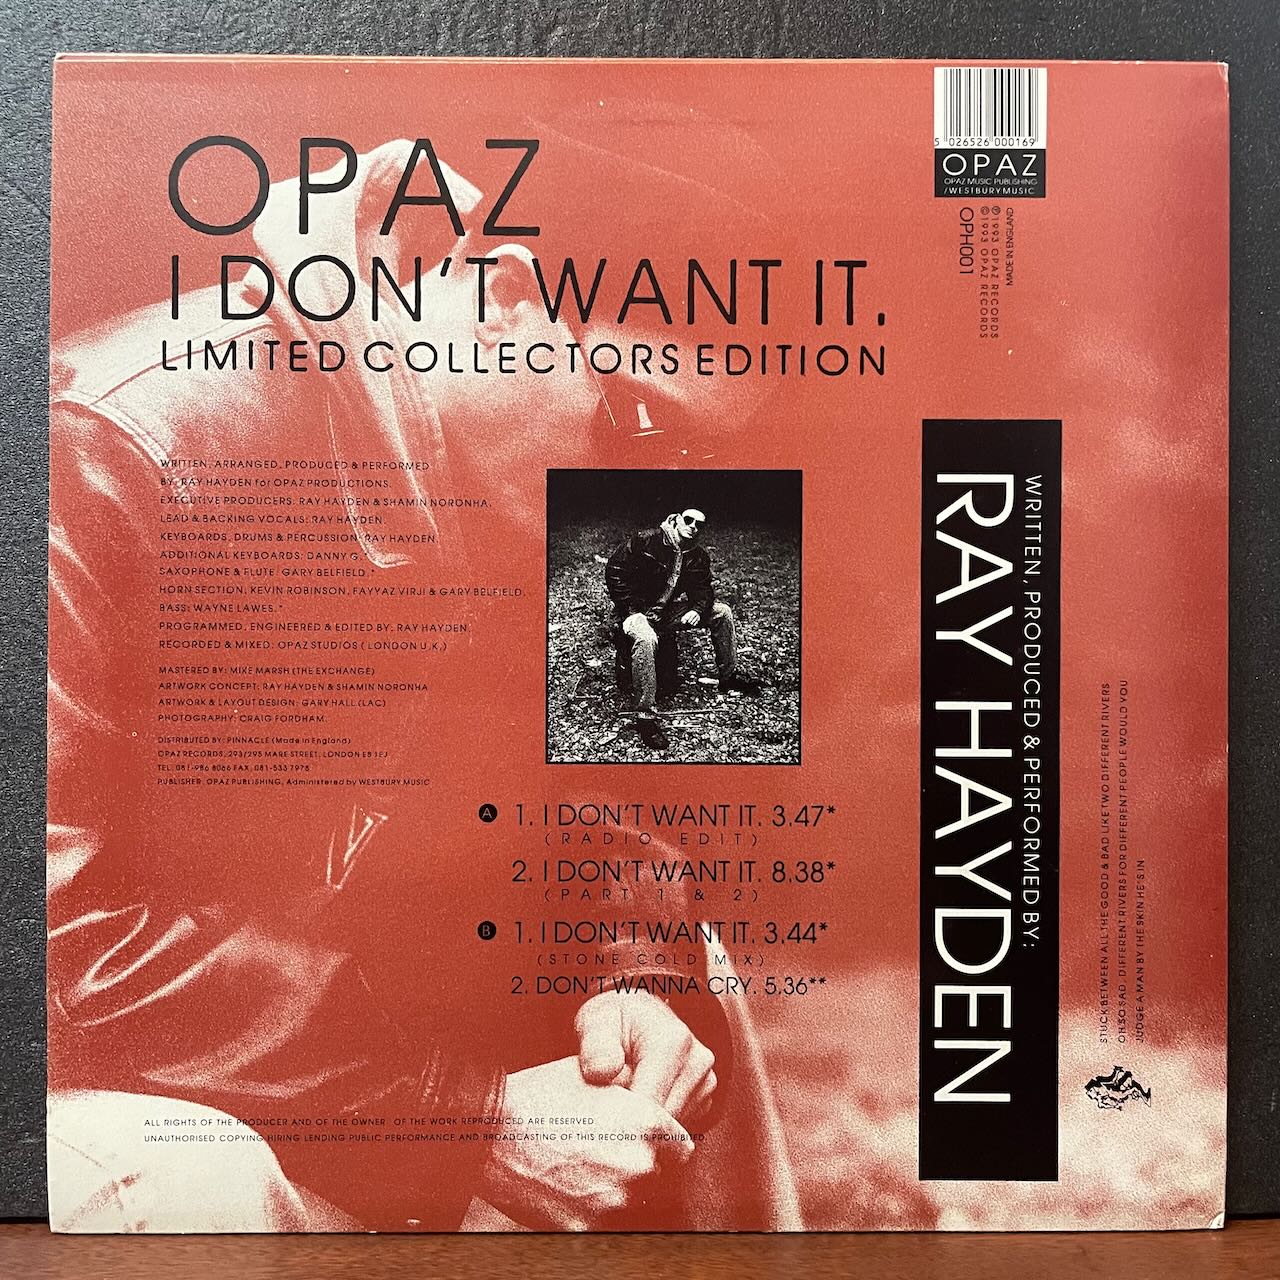 OPAZ
I DON'T WANT IT.
LIMITED COLLECTORS EDITION
5 026526 000169
OPAZ
OPAZ MUSIC PUBLISHING
/WESTBURY MUSIC
MADE IN ENGLAND
℗ 1993 OPAZ RECORDS
© 1993 OPAZ RECORDS
OPH001
WRITTEN, ARRANGED, PRODUCED & PERFORMED
BY: RAY HAYDEN for OPAZ PRODUCTIONS.
EXECUTIVE PRODUCERS: RAY HAYDEN & SHAMIN NORONHA.
LEAD & BACKING VOCALS: RAY HAYDEN.
KEYBOARDS, DRUMS & PERCUSSION: RAY HAYDEN.
ADDITIONAL KEYBOARDS: DANNY G.
SAXOPHONE & FLUTE: GARY BELFIELD.*
HORN SECTION: KEVIN ROBINSON, FAYYAZ VIRJI & GARY BELFIELD.
BASS: WAYNE LAWES.*
PROGRAMMED, ENGINEERED & EDITED BY: RAY HAYDEN.
RECORDED & MIXED: OPAZ STUDIOS (LONDON U.K.)
MASTERED BY: MIKE MARSH (THE EXCHANGE)
ARTWORK CONCEPT: RAY HAYDEN & SHAMIN NORONHA
ARTWORK & LAYOUT DESIGN: GARY HALL (LAC)
PHOTOGRAPHY: CRAIG FORDHAM.
DISTRIBUTED BY: PINNACLE (Made in England)
OPAZ RECORDS, 293/295 MARE STREET, LONDON E8 1EJ
TEL: 081-986 8066 FAX: 081-533 7978
PUBLISHER: OPAZ PUBLISHING, Administered by WESTBURY MUSIC
A 1. I DON'T WANT IT. 3.47*
(RADIO EDIT)
2. I DON'T WANT IT. 8.38*
(PART 1 & 2)
B 1. I DON'T WANT IT. 3.44*
(STONE COLD MIX)
2. DON'T WANNA CRY. 5.36**
WRITTEN, PRODUCED & PERFORMED BY:
RAY HAYDEN
STUCK BETWEEN ALL THE GOOD & BAD LIKE TWO DIFFERENT RIVERS
OH SO SAD. DIFFERENT RIVERS FOR DIFFERENT PEOPLE WOULD YOU
JUDGE A MAN BY THE SKIN HE'S IN
ALL RIGHTS OF THE PRODUCER AND OF THE OWNER OF THE WORK REPRODUCED ARE RESERVED
UNAUTHORISED COPYING HIRING LENDING PUBLIC PERFORMANCE AND BROADCASTING OF THIS RECORD IS PROHIBITED.